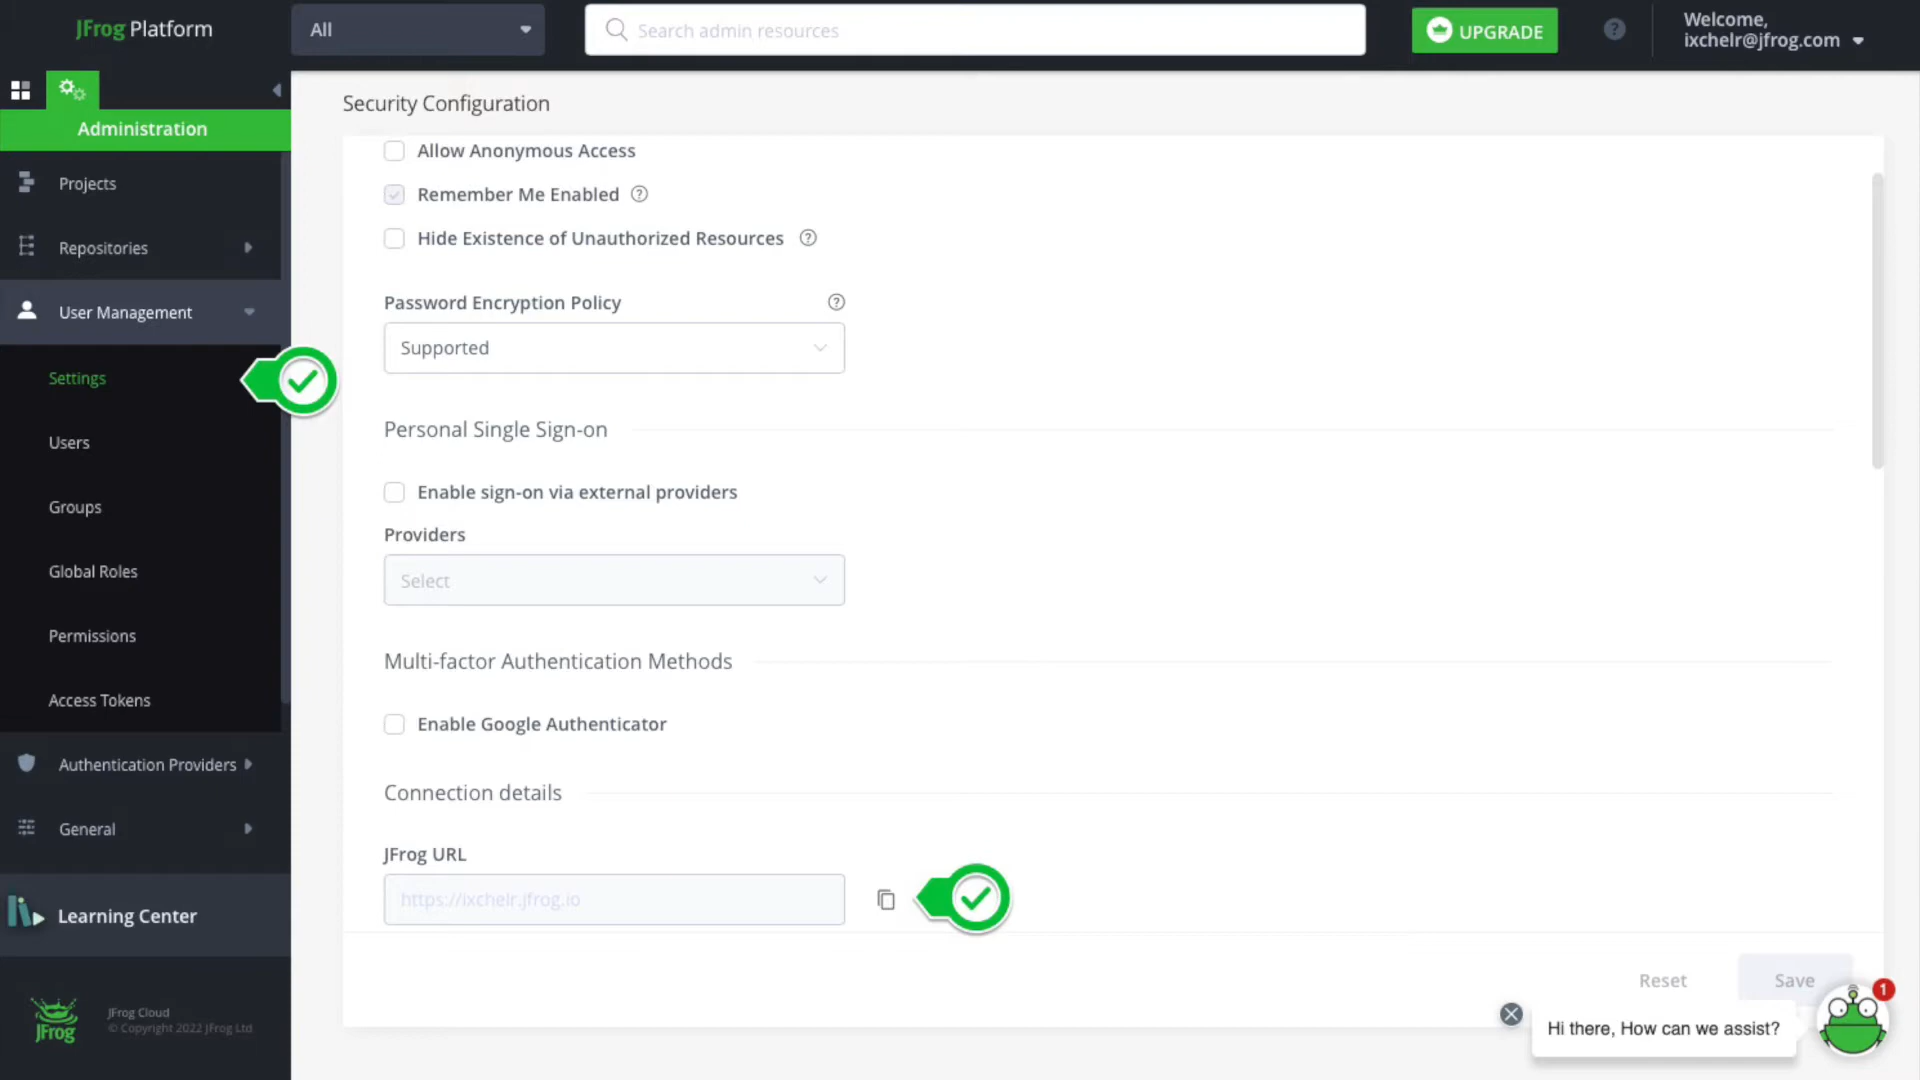 JFrog Platform
All
Search admin resources
UPGRADE
?
Welcome,
ixchelr@jfrog.com
Administration
Projects
Repositories
User Management
Settings
Users
Groups
Global Roles
Permissions
Access Tokens
Authentication Providers
General
Learning Center
JFrog
JFrog Cloud
© Copyright 2022 JFrog Ltd
Security Configuration
Allow Anonymous Access
Remember Me Enabled ?
Hide Existence of Unauthorized Resources ?
Password Encryption Policy ?
Supported
Personal Single Sign-on
Enable sign-on via external providers
Providers
Select
Multi-factor Authentication Methods
Enable Google Authenticator
Connection details
JFrog URL
https://ixchelr.jfrog.io
Reset
Save
1
Hi there, How can we assist?